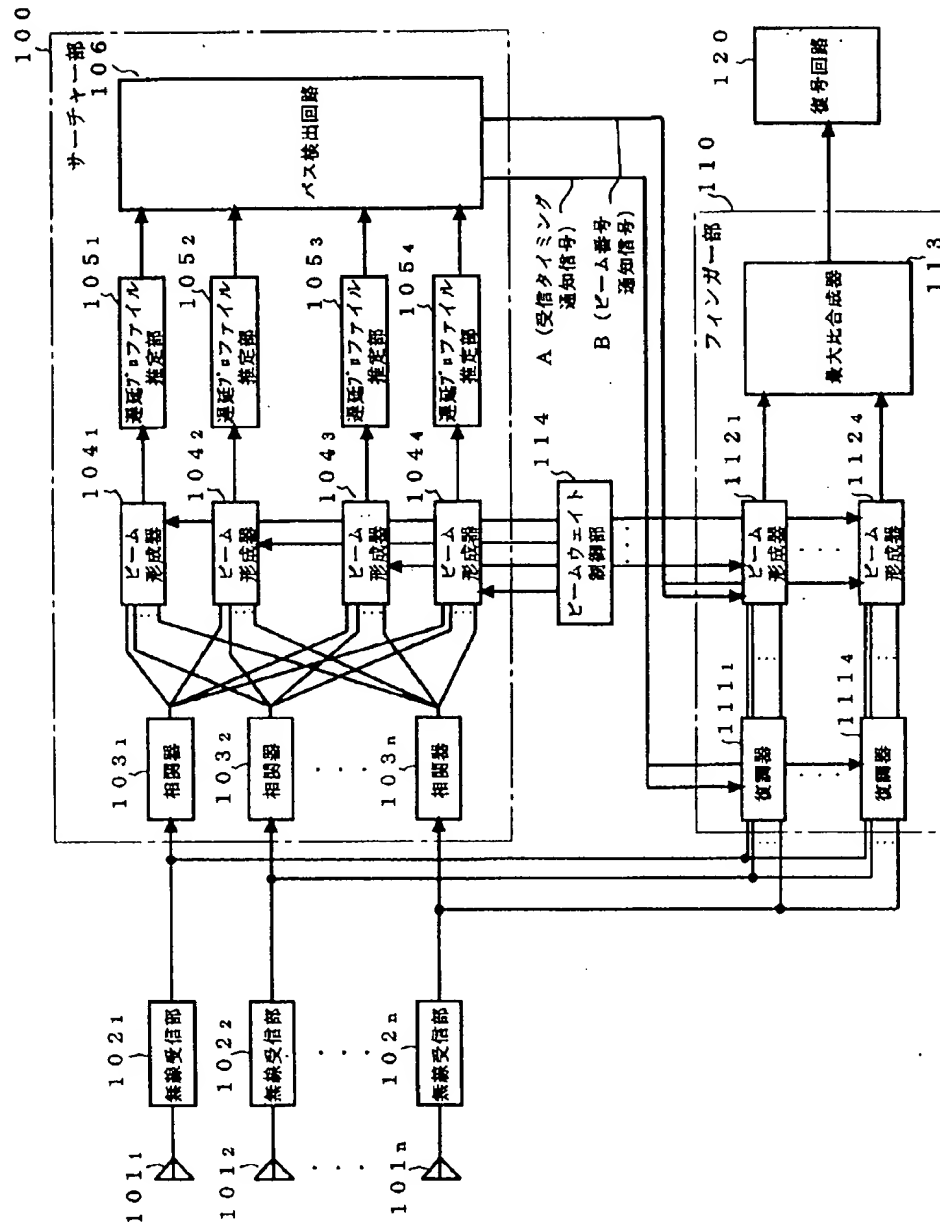 100
サーチャー部
106
パス検出回路
105₁
遅延プロファイル
推定部
105₂
遅延プロファイル
推定部
105₃
遅延プロファイル
推定部
105₄
遅延プロファイル
推定部
104₁
ビーム
形成器
104₂
ビーム
形成器
104₃
ビーム
形成器
104₄
ビーム
形成器
103₁
相関器
103₂
相関器
103n
相関器
102₁
無線受信部
102₂
無線受信部
102n
無線受信部
101₁
101₂
101n
A(受信タイミング
通知信号)
B(ビーム番号
通知信号)
114
ビームウェイト
制御部
110
フィンガー部
111₁
復調器
111₄
復調器
112₁
ビーム
形成器
112₄
ビーム
形成器
113
最大比合成器
120
復号回路